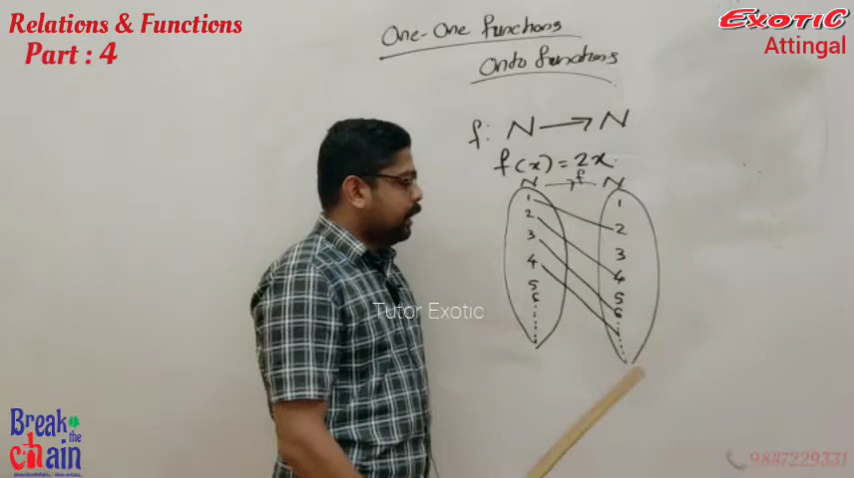 Relations & Functions
Part : 4
EXOTIC
Attingal
One-One functions
Onto functions
f: N → N
f(x) = 2x.
N →f N
1 1
2 2
3 3
4 4
5 5
6 6
Tutor Exotic
Break
the
chain
9847229331